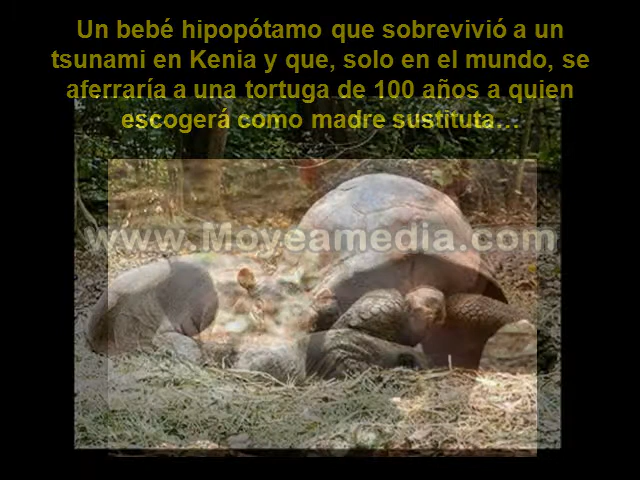 Un bebé hipopótamo que sobrevivió a un
tsunami en Kenia y que, solo en el mundo, se
aferraría a una tortuga de 100 años a quien
escogerá como madre sustituta…
www.Moyeamedia.com